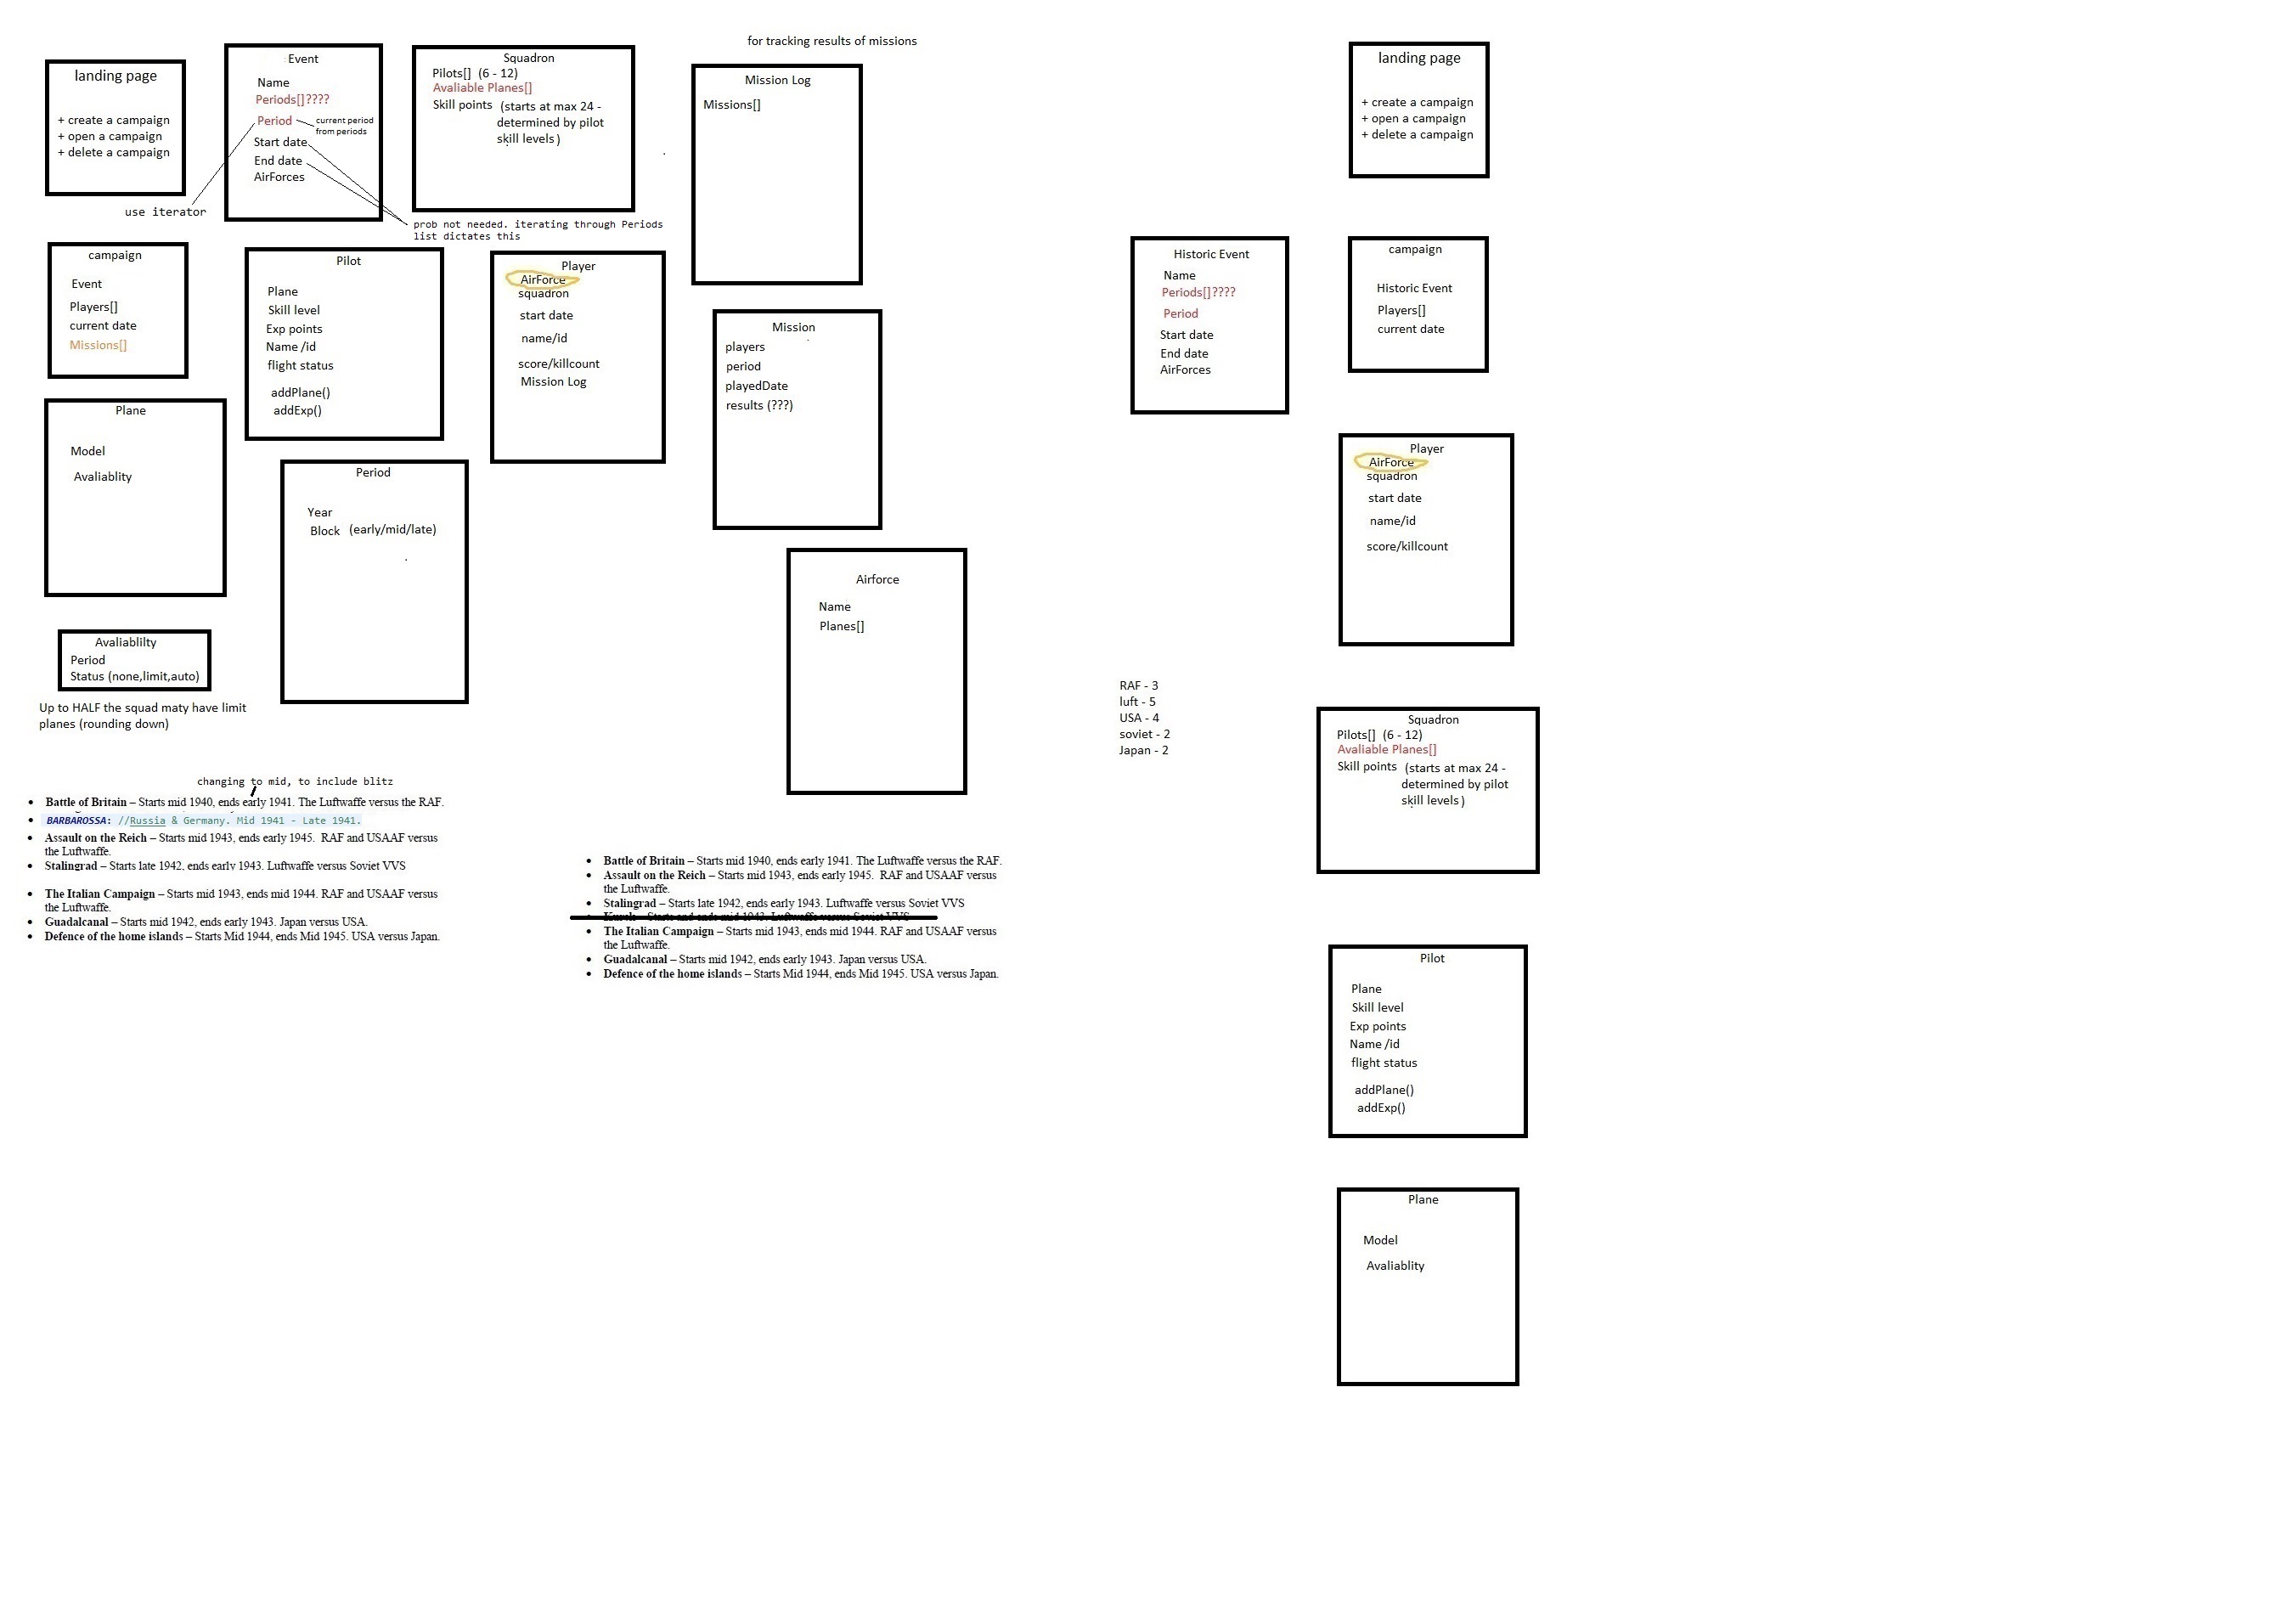 for tracking results of missions
landing page
+ create a campaign
+ open a campaign
+ delete a campaign
Event
Name
Periods[]????
Period
current period
from periods
Start date
End date
AirForces
use iterator
prob not needed. iterating through Periods
list dictates this
Squadron
Pilots[] (6 - 12)
Avaliable Planes[]
Skill points (starts at max 24 -
determined by pilot
skill levels)
Mission Log
Missions[]
campaign
Event
Players[]
current date
Missions[]
Pilot
Plane
Skill level
Exp points
Name /id
flight status
addPlane()
addExp()
Player
AirForce
squadron
start date
name/id
score/killcount
Mission Log
Mission
players
period
playedDate
results (???)
Plane
Model
Avaliablity
Period
Year
Block (early/mid/late)
Airforce
Name
Planes[]
Avaliablilty
Period
Status (none,limit,auto)
Up to HALF the squad maty have limit
planes (rounding down)
changing to mid, to include blitz
• Battle of Britain – Starts mid 1940, ends early 1941. The Luftwaffe versus the RAF.
• BARBAROSSA: //Russia & Germany. Mid 1941 - Late 1941.
• Assault on the Reich – Starts mid 1943, ends early 1945. RAF and USAAF versus
the Luftwaffe.
• Stalingrad – Starts late 1942, ends early 1943. Luftwaffe versus Soviet VVS
• The Italian Campaign – Starts mid 1943, ends mid 1944. RAF and USAAF versus
the Luftwaffe.
• Guadalcanal – Starts mid 1942, ends early 1943. Japan versus USA.
• Defence of the home islands – Starts Mid 1944, ends Mid 1945. USA versus Japan.
• Battle of Britain – Starts mid 1940, ends early 1941. The Luftwaffe versus the RAF.
• Assault on the Reich – Starts mid 1943, ends early 1945. RAF and USAAF versus
the Luftwaffe.
• Stalingrad – Starts late 1942, ends early 1943. Luftwaffe versus Soviet VVS
• Kursk – Starts and ends mid 1943. Luftwaffe versus Soviet VVS
• The Italian Campaign – Starts mid 1943, ends mid 1944. RAF and USAAF versus
the Luftwaffe.
• Guadalcanal – Starts mid 1942, ends early 1943. Japan versus USA.
• Defence of the home islands – Starts Mid 1944, ends Mid 1945. USA versus Japan.
landing page
+ create a campaign
+ open a campaign
+ delete a campaign
Historic Event
Name
Periods[]????
Period
Start date
End date
AirForces
campaign
Historic Event
Players[]
current date
Player
AirForce
squadron
start date
name/id
score/killcount
RAF - 3
luft - 5
USA - 4
soviet - 2
Japan - 2
Squadron
Pilots[] (6 - 12)
Avaliable Planes[]
Skill points (starts at max 24 -
determined by pilot
skill levels)
Pilot
Plane
Skill level
Exp points
Name /id
flight status
addPlane()
addExp()
Plane
Model
Avaliablity